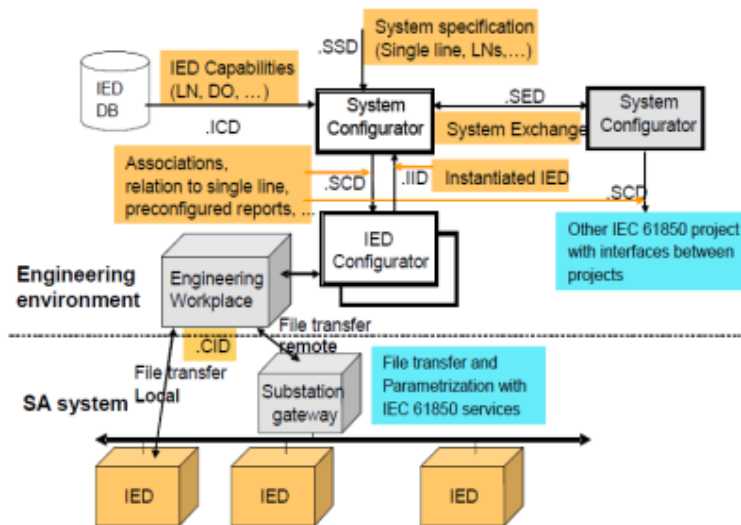 System specification
(Single line, LNs,...)
.SSD
IED Capabilities
(LN, DO, ...)
IED
DB
.ICD
System
Configurator
.SED
System Exchange
System
Configurator
Associations,
relation to single line,
preconfigured reports, ...
.SCD
.IID
Instantiated IED
.SCD
IED
Configurator
Other IEC 61850 project
with interfaces between
projects
Engineering
environment
Engineering
Workplace
File transfer
remote
.CID
File transfer
Local
SA system
Substation
gateway
File transfer and
Parametrization with
IEC 61850 services
IED
IED
IED